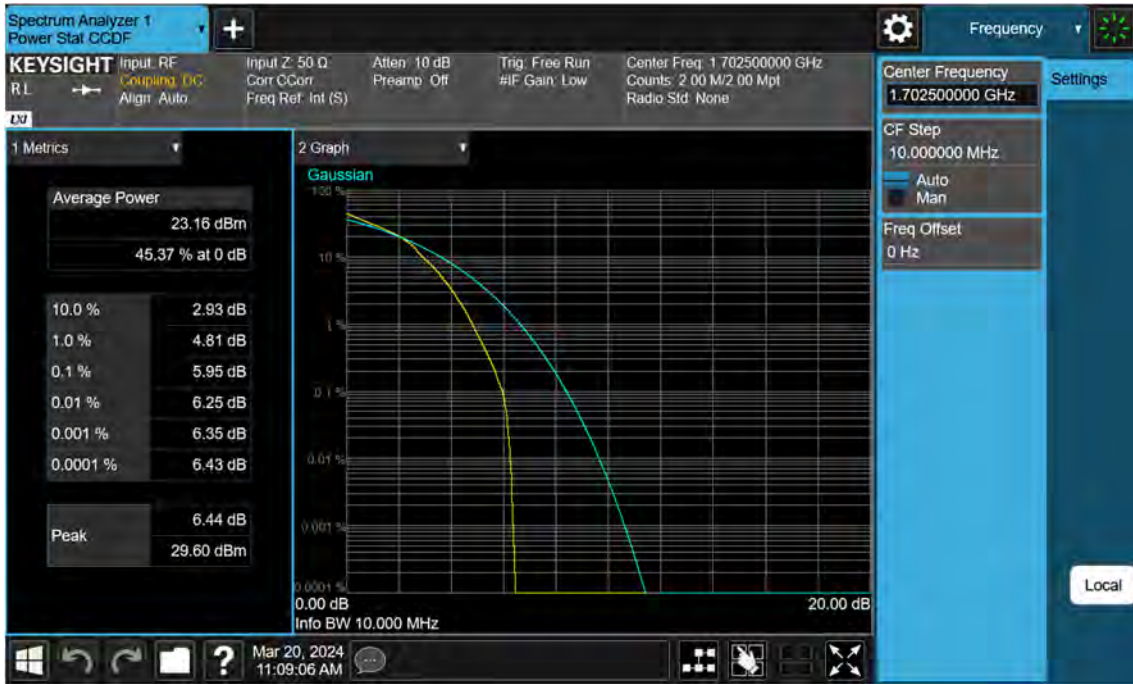 Spectrum Analyzer 1
Power Stat CCDF
+
Frequency
KEYSIGHT
RL
LXI
Input: RF
Coupling: DC
Align: Auto
Input Z: 50 Ω
Corr CCorr
Freq Ref: Int (S)
Atten: 10 dB
Preamp: Off
Trig: Free Run
#IF Gain: Low
Center Freq: 1.702500000 GHz
Counts: 2.00 M/2.00 Mpt
Radio Std: None
Center Frequency
1.702500000 GHz
Settings
CF Step
10.000000 MHz
Auto
Man
Freq Offset
0 Hz
Local
1 Metrics
Average Power
23.16 dBm
45.37 % at 0 dB
10.0 % 2.93 dB
1.0 % 4.81 dB
0.1 % 5.95 dB
0.01 % 6.25 dB
0.001 % 6.35 dB
0.0001 % 6.43 dB
Peak
6.44 dB
29.60 dBm
2 Graph
Gaussian
100 %
10 %
1 %
0.1 %
0.01 %
0.001 %
0.0001 %
0.00 dB 20.00 dB
Info BW 10.000 MHz
?
Mar 20, 2024
11:09:06 AM